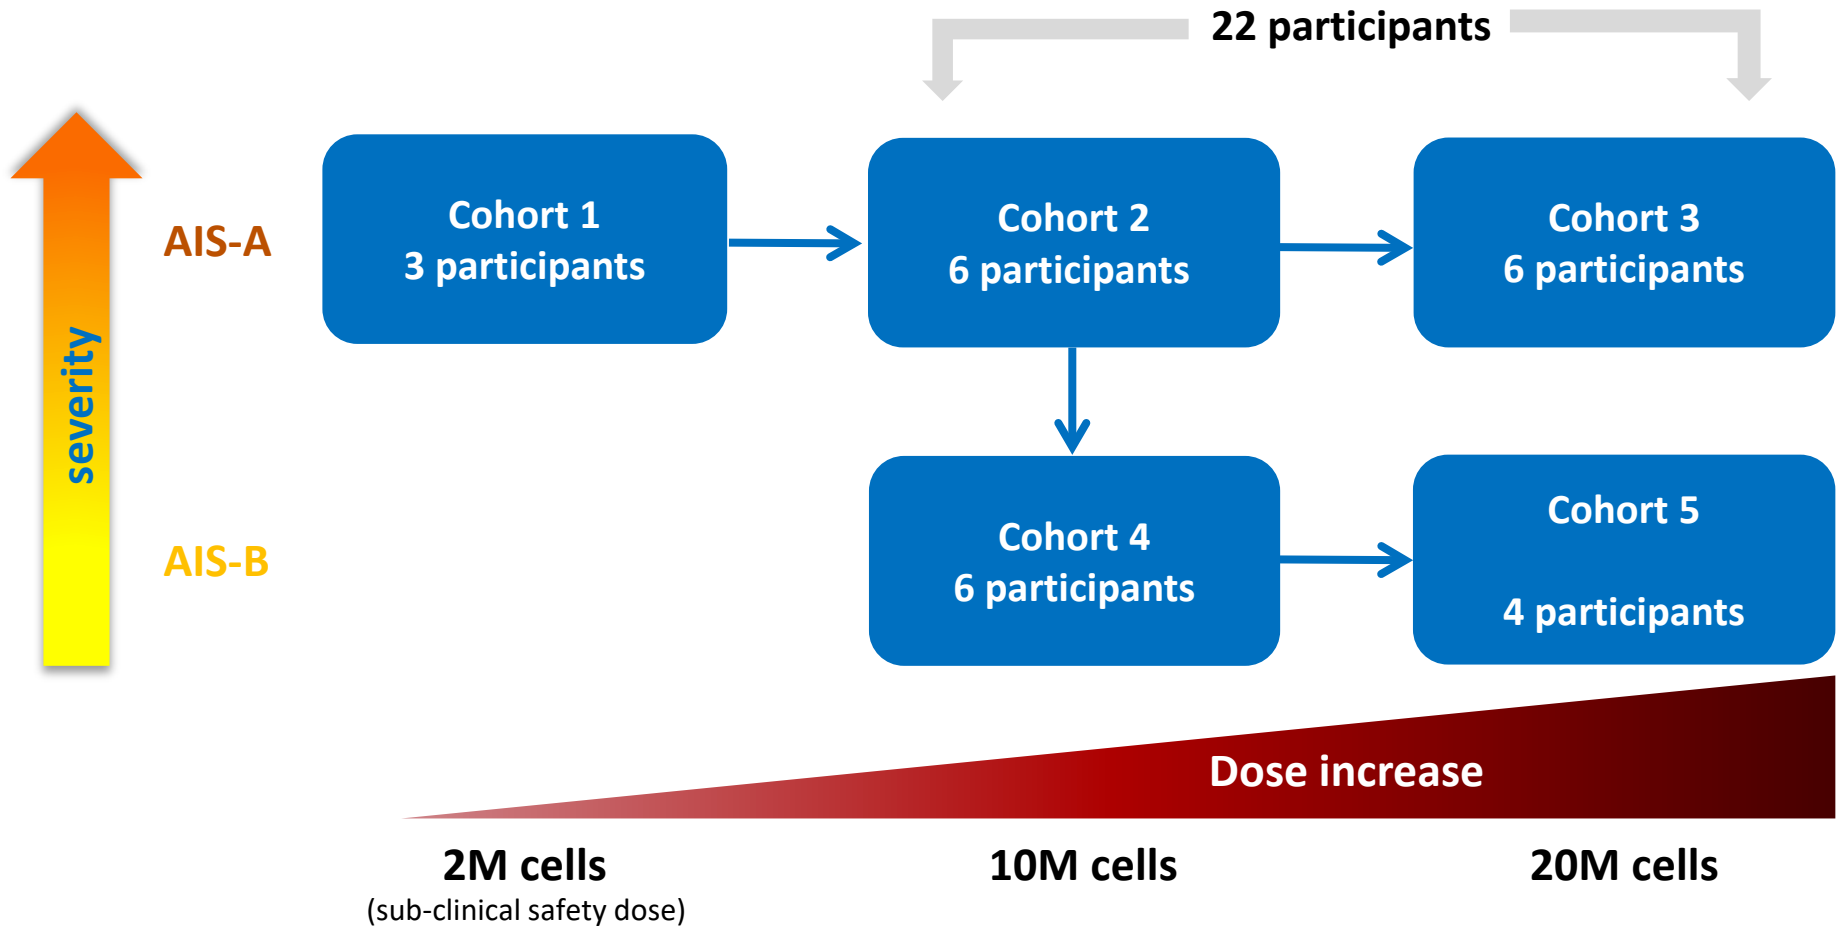 22 participants
severity
AIS-A
Cohort 1
3 participants
Cohort 2
6 participants
Cohort 3
6 participants
AIS-B
Cohort 4
6 participants
Cohort 5
4 participants
Dose increase
2M cells
(sub-clinical safety dose)
10M cells
20M cells